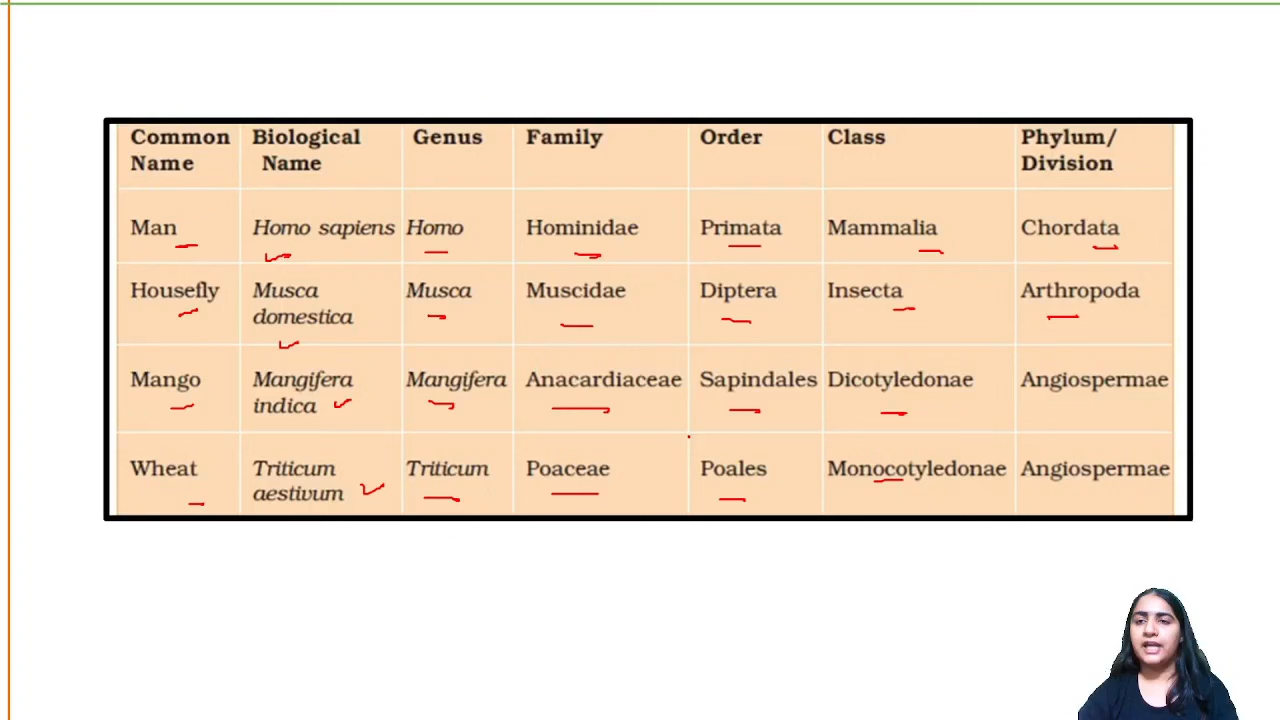 Common Name Biological Name Genus Family Order Class Phylum/ Division
Man Homo sapiens Homo Hominidae Primata Mammalia Chordata
Housefly Musca domestica Musca Muscidae Diptera Insecta Arthropoda
Mango Mangifera indica Mangifera Anacardiaceae Sapindales Dicotyledonae Angiospermae
Wheat Triticum aestivum Triticum Poaceae Poales Monocotyledonae Angiospermae